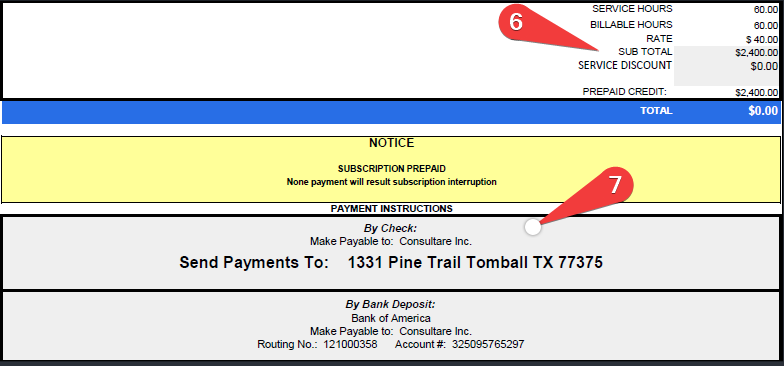 SERVICE HOURS 60.00
BILLABLE HOURS 60.00
RATE $ 40.00
6
SUB TOTAL $2,400.00
SERVICE DISCOUNT $0.00
PREPAID CREDIT: $2,400.00
TOTAL $0.00
NOTICE
SUBSCRIPTION PREPAID
None payment will result subscription interruption
7
PAYMENT INSTRUCTIONS
By Check:
Make Payable to: Consultare Inc.
Send Payments To: 1331 Pine Trail Tomball TX 77375
By Bank Deposit:
Bank of America
Make Payable to: Consultare Inc.
Routing No.: 121000358 Account #: 325095765297